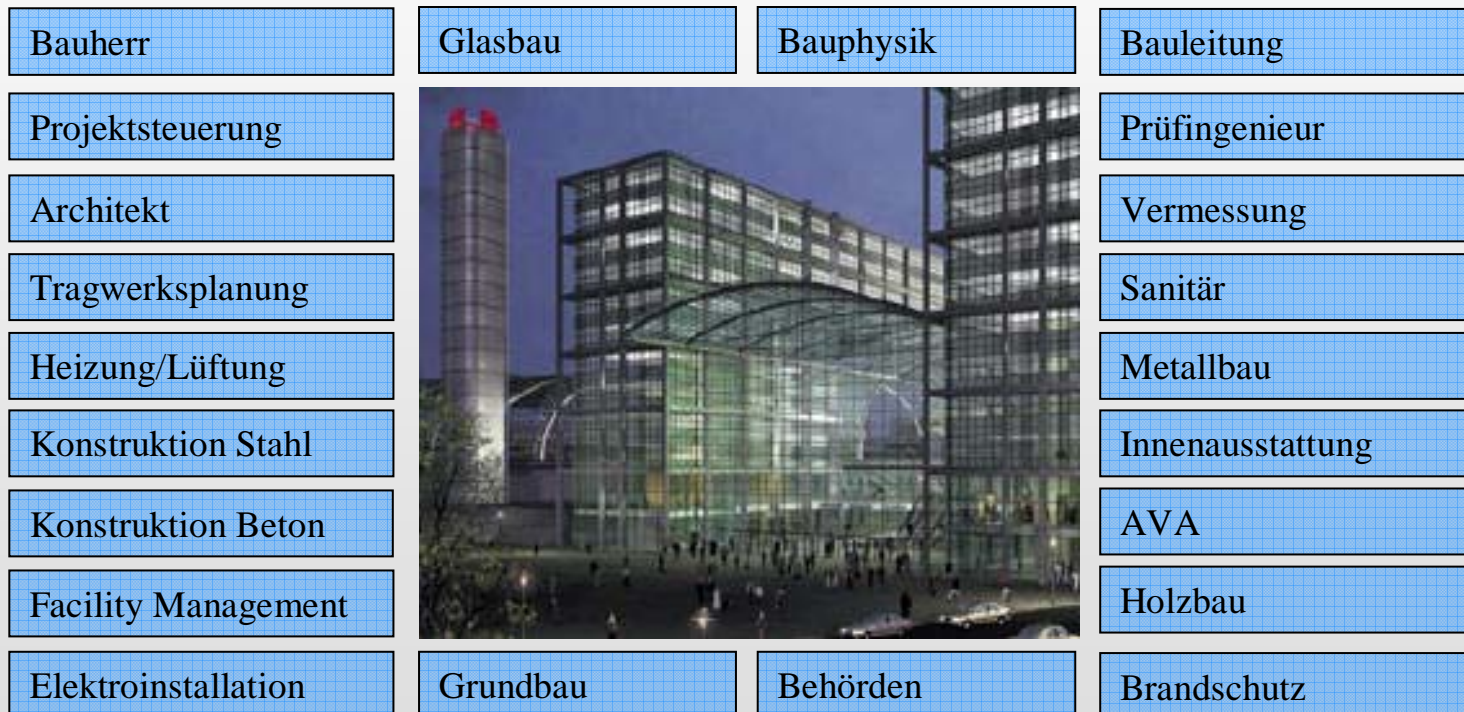 Bauherr
Glasbau
Bauphysik
Bauleitung
Projektsteuerung
Prüfingenieur
Architekt
Vermessung
Tragwerksplanung
Sanitär
Heizung/Lüftung
Metallbau
Konstruktion Stahl
Innenausstattung
Konstruktion Beton
AVA
Facility Management
Holzbau
Elektroinstallation
Grundbau
Behörden
Brandschutz